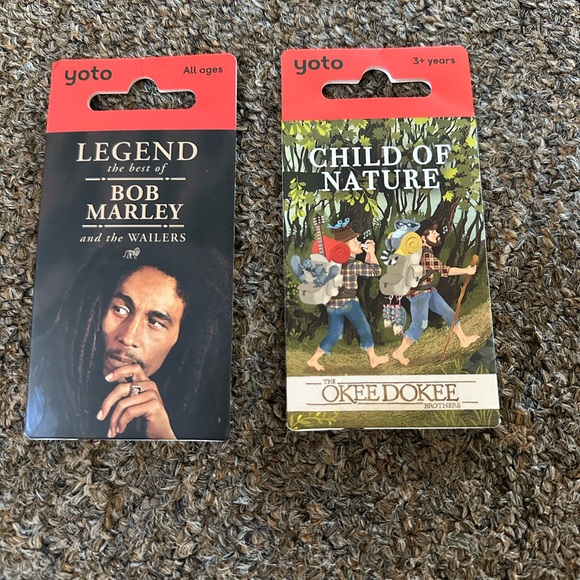 yoto
All ages
LEGEND
the best of
BOB
MARLEY
and the WAILERS
yoto
3+ years
CHILD OF
NATURE
THE
OKEE DOKEE
BROTHERS